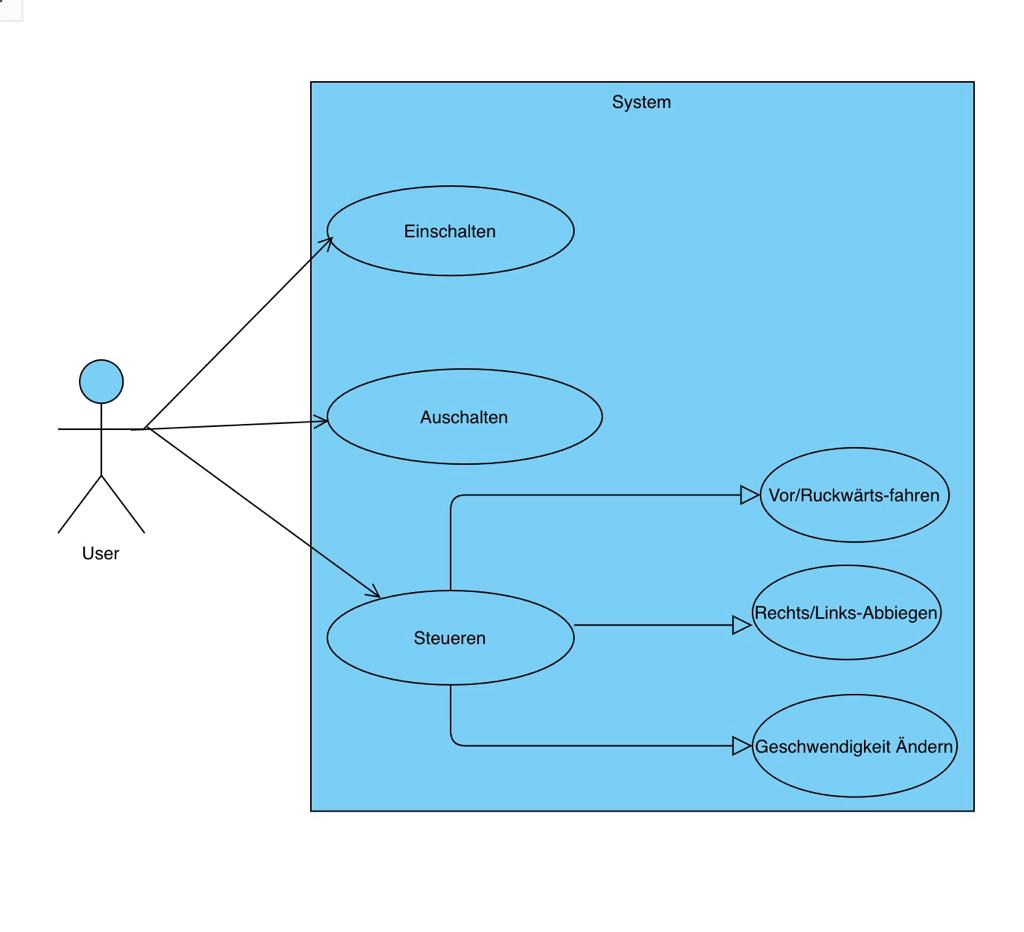 System
Einschalten
Auschalten
Vor/Ruckwärts-fahren
User
Rechts/Links-Abbiegen
Steueren
Geschwendigkeit Ändern